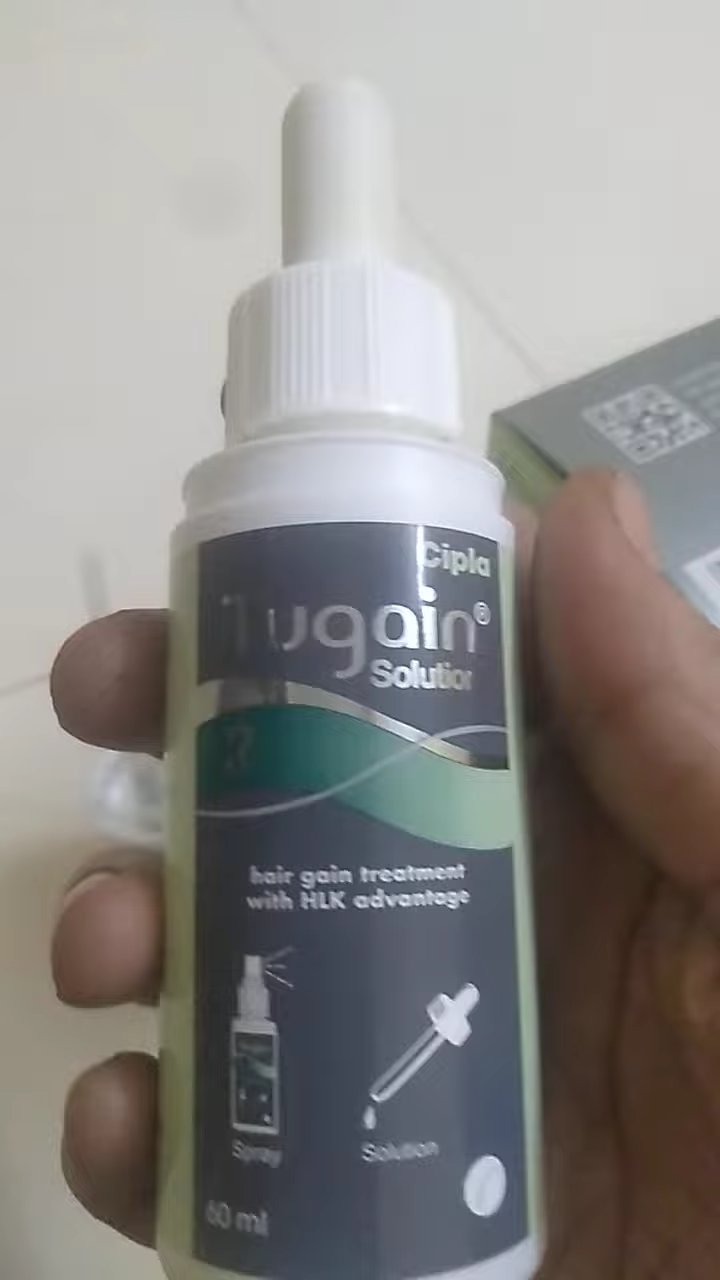 Cipla
Tugain®
Solution
hair gain treatment
with HLK advantage
Spray
Solution
60 ml